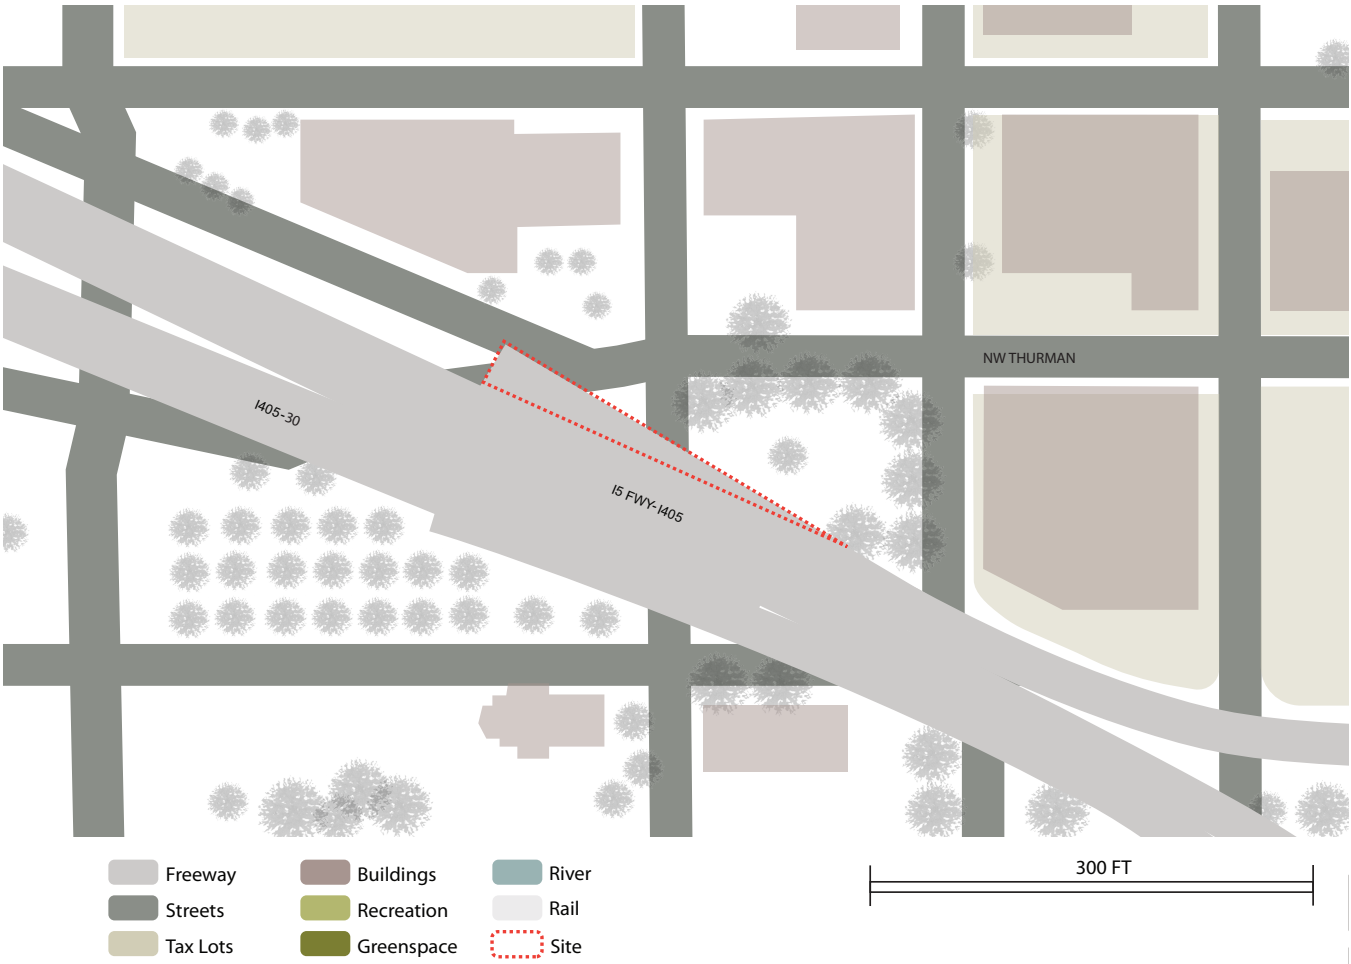 NW THURMAN
I405-30
I5 FWY-I405
300 FT
Freeway
Buildings
River
Streets
Recreation
Rail
Tax Lots
Greenspace
Site